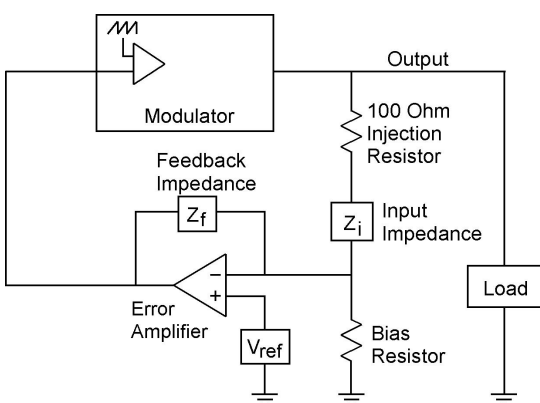 Output
Modulator
100 Ohm
Injection
Resistor
Feedback
Impedance
Zf
Zi
Input
Impedance
−
+
Error
Amplifier
Vref
Load
Bias
Resistor